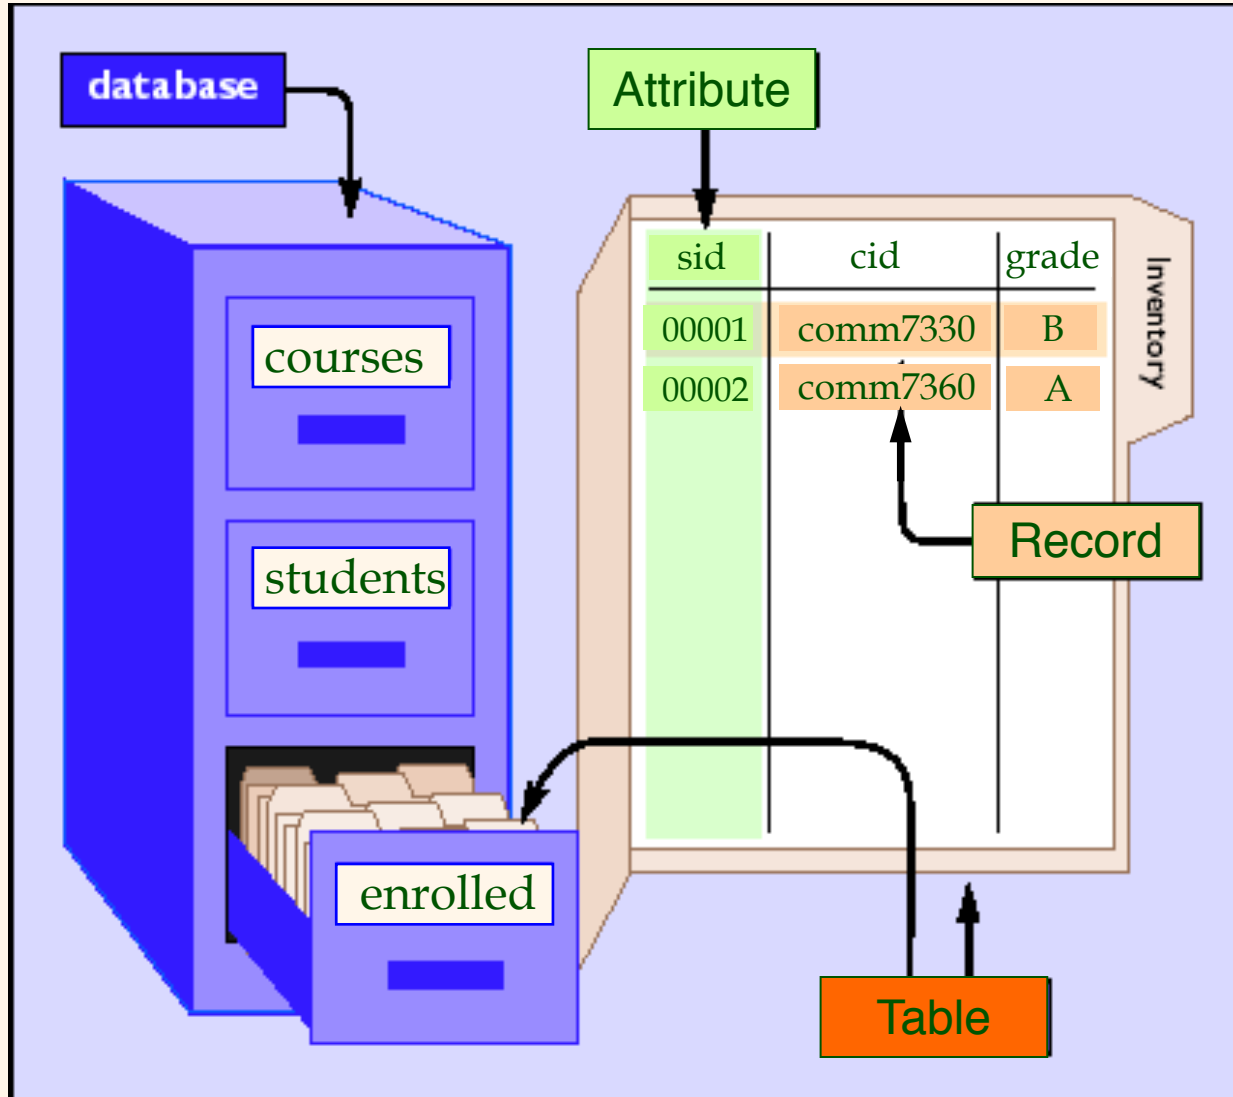 database
Attribute
courses
students
enrolled
sid cid grade
00001 comm7330 B
00002 comm7360 A
Inventory
Record
Table